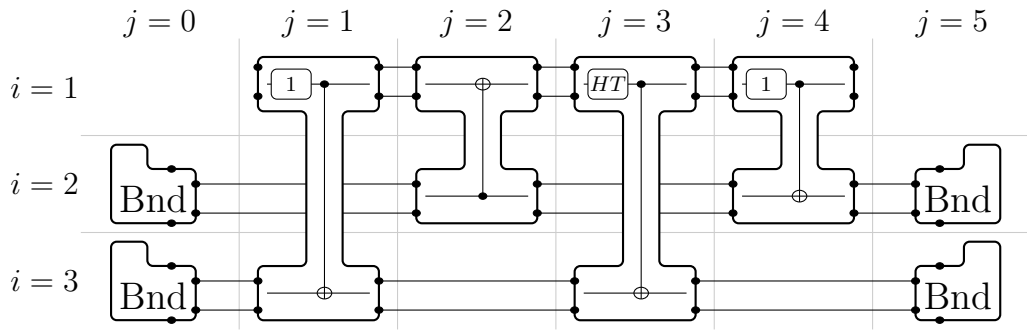 j = 0 j = 1 j = 2 j = 3 j = 4 j = 5
i = 1 1 HT 1
i = 2 Bnd Bnd
i = 3 Bnd Bnd